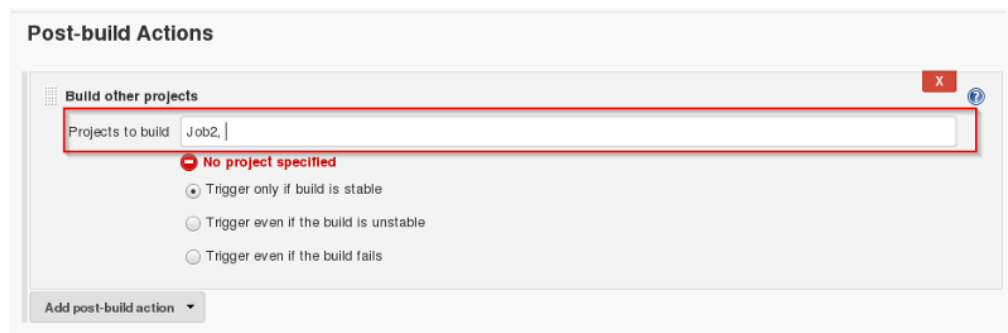 Post-build Actions
X
Build other projects
?
Projects to build Job2,
No project specified
Trigger only if build is stable
Trigger even if the build is unstable
Trigger even if the build fails
Add post-build action